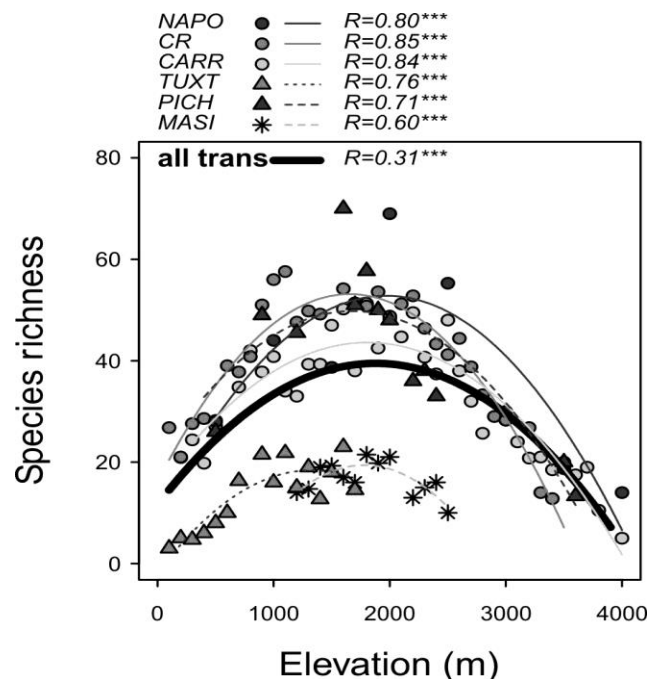 NAPO R=0.80***
CR R=0.85***
CARR R=0.84***
TUXT R=0.76***
PICH R=0.71***
MASI R=0.60***
all trans R=0.31***
80
60
40
20
0
Species richness
0 1000 2000 3000 4000
Elevation (m)